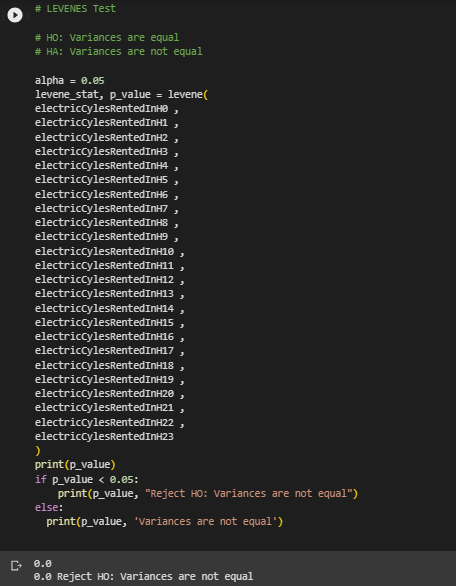 # LEVENES Test
# HO: Variances are equal
# HA: Variances are not equal
alpha = 0.05
levene_stat, p_value = levene(
electricCylesRentedInH0 ,
electricCylesRentedInH1 ,
electricCylesRentedInH2 ,
electricCylesRentedInH3 ,
electricCylesRentedInH4 ,
electricCylesRentedInH5 ,
electricCylesRentedInH6 ,
electricCylesRentedInH7 ,
electricCylesRentedInH8 ,
electricCylesRentedInH9 ,
electricCylesRentedInH10 ,
electricCylesRentedInH11 ,
electricCylesRentedInH12 ,
electricCylesRentedInH13 ,
electricCylesRentedInH14 ,
electricCylesRentedInH15 ,
electricCylesRentedInH16 ,
electricCylesRentedInH17 ,
electricCylesRentedInH18 ,
electricCylesRentedInH19 ,
electricCylesRentedInH20 ,
electricCylesRentedInH21 ,
electricCylesRentedInH22 ,
electricCylesRentedInH23
)
print(p_value)
if p_value < 0.05:
    print(p_value, "Reject HO: Variances are not equal")
else:
  print(p_value, 'Variances are not equal')
0.0
0.0 Reject HO: Variances are not equal